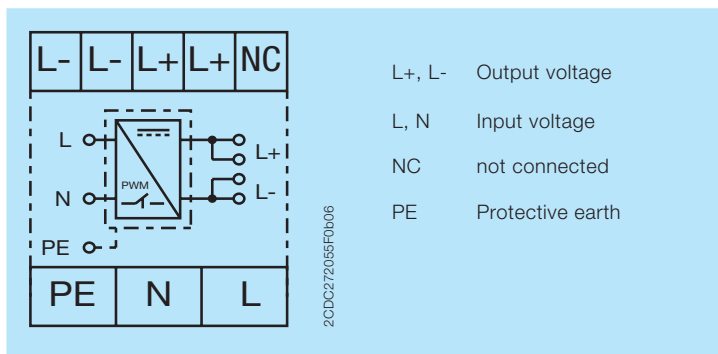 L- L- L+ L+ NC
L
L+
PWM
N
L-
PE
PE N L
2CDC272055F0b06
L+, L- Output voltage
L, N Input voltage
NC not connected
PE Protective earth